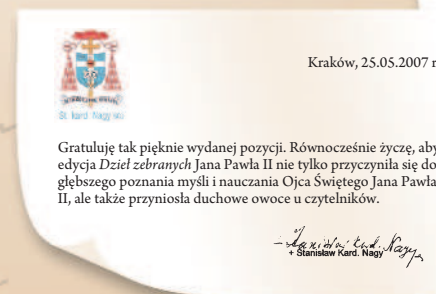 St. kard. Nagy scj
Kraków, 25.05.2007 r
Gratuluję tak pięknie wydanej pozycji. Równocześnie życzę, aby
edycja Dzieł zebranych Jana Pawła II nie tylko przyczyniła się do
głębszego poznania myśli i nauczania Ojca Świętego Jana Pawła
II, ale także przyniosła duchowe owoce u czytelników.
+ Stanisław Kard. Nagy